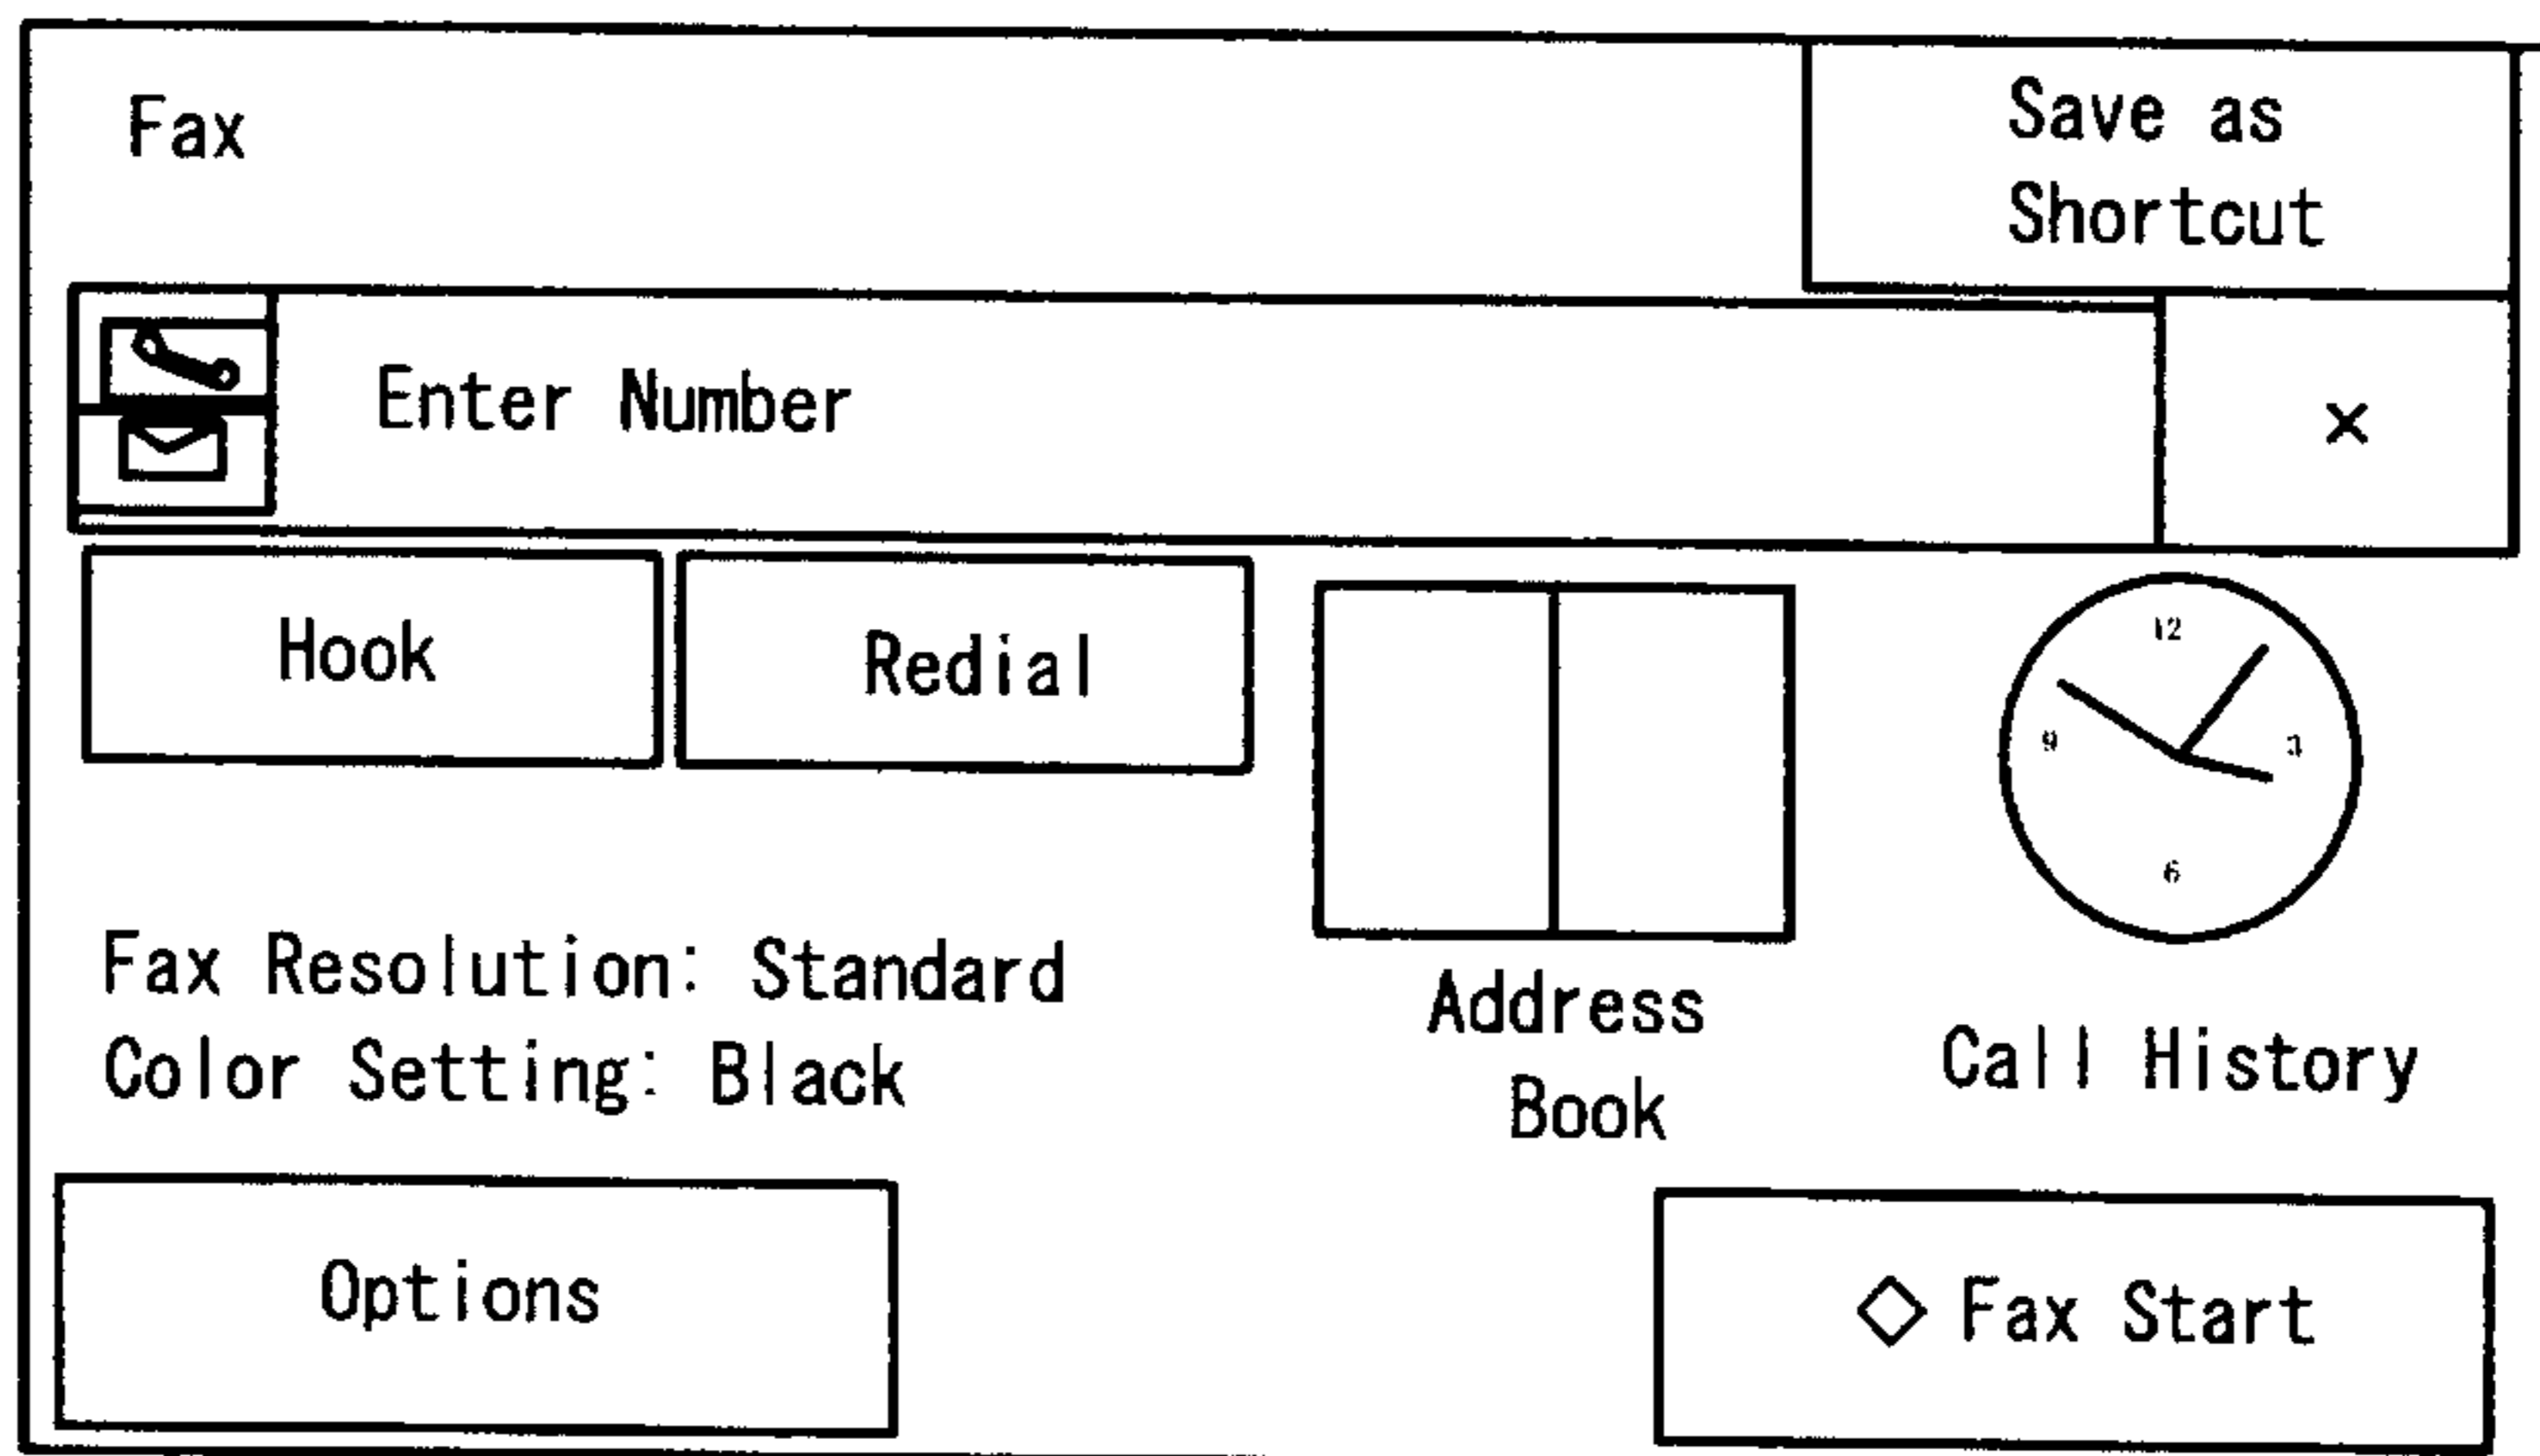 Fax
Save as
Shortcut
Enter Number
×
Hook
Redial
12
9
3
6
Fax Resolution: Standard
Color Setting: Black
Address
Book
Call History
Options
◇ Fax Start